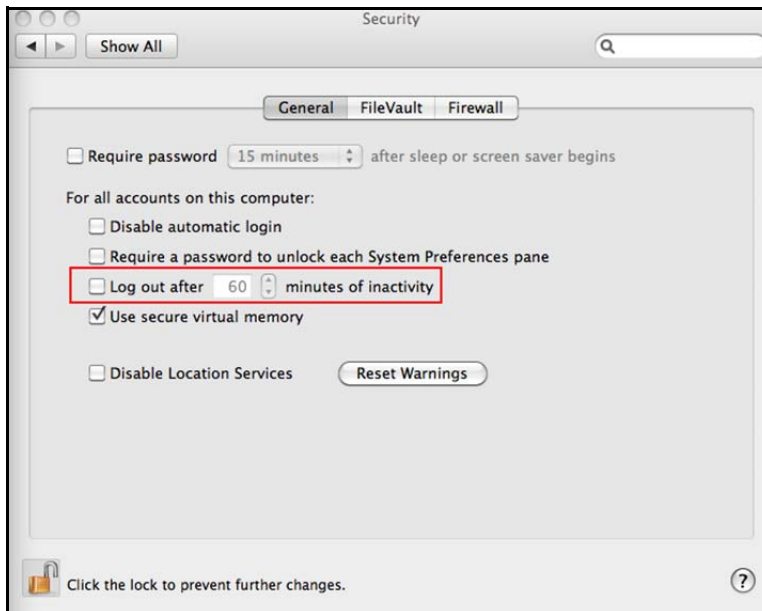 Security
Show All
General FileVault Firewall
Require password 15 minutes after sleep or screen saver begins
For all accounts on this computer:
Disable automatic login
Require a password to unlock each System Preferences pane
Log out after 60 minutes of inactivity
Use secure virtual memory
Disable Location Services Reset Warnings
Click the lock to prevent further changes. ?